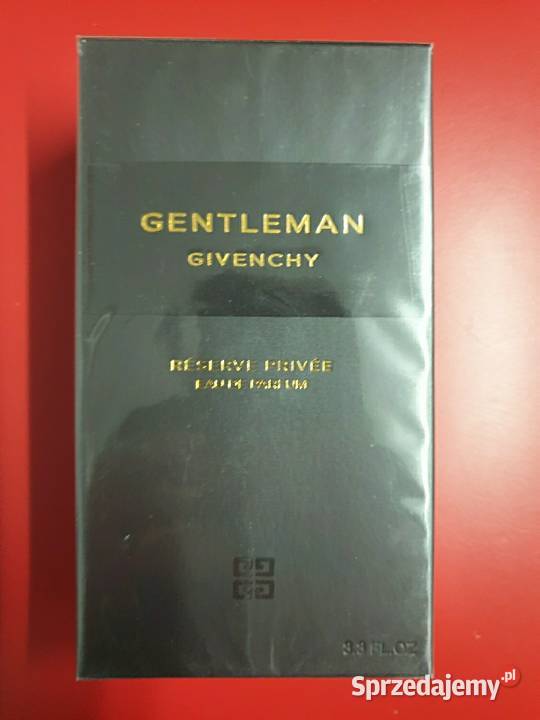 GENTLEMAN
GIVENCHY
RÉSERVE PRIVÉE
EAU DE PARFUM
3.3 FL.OZ
Sprzedajemy.pl